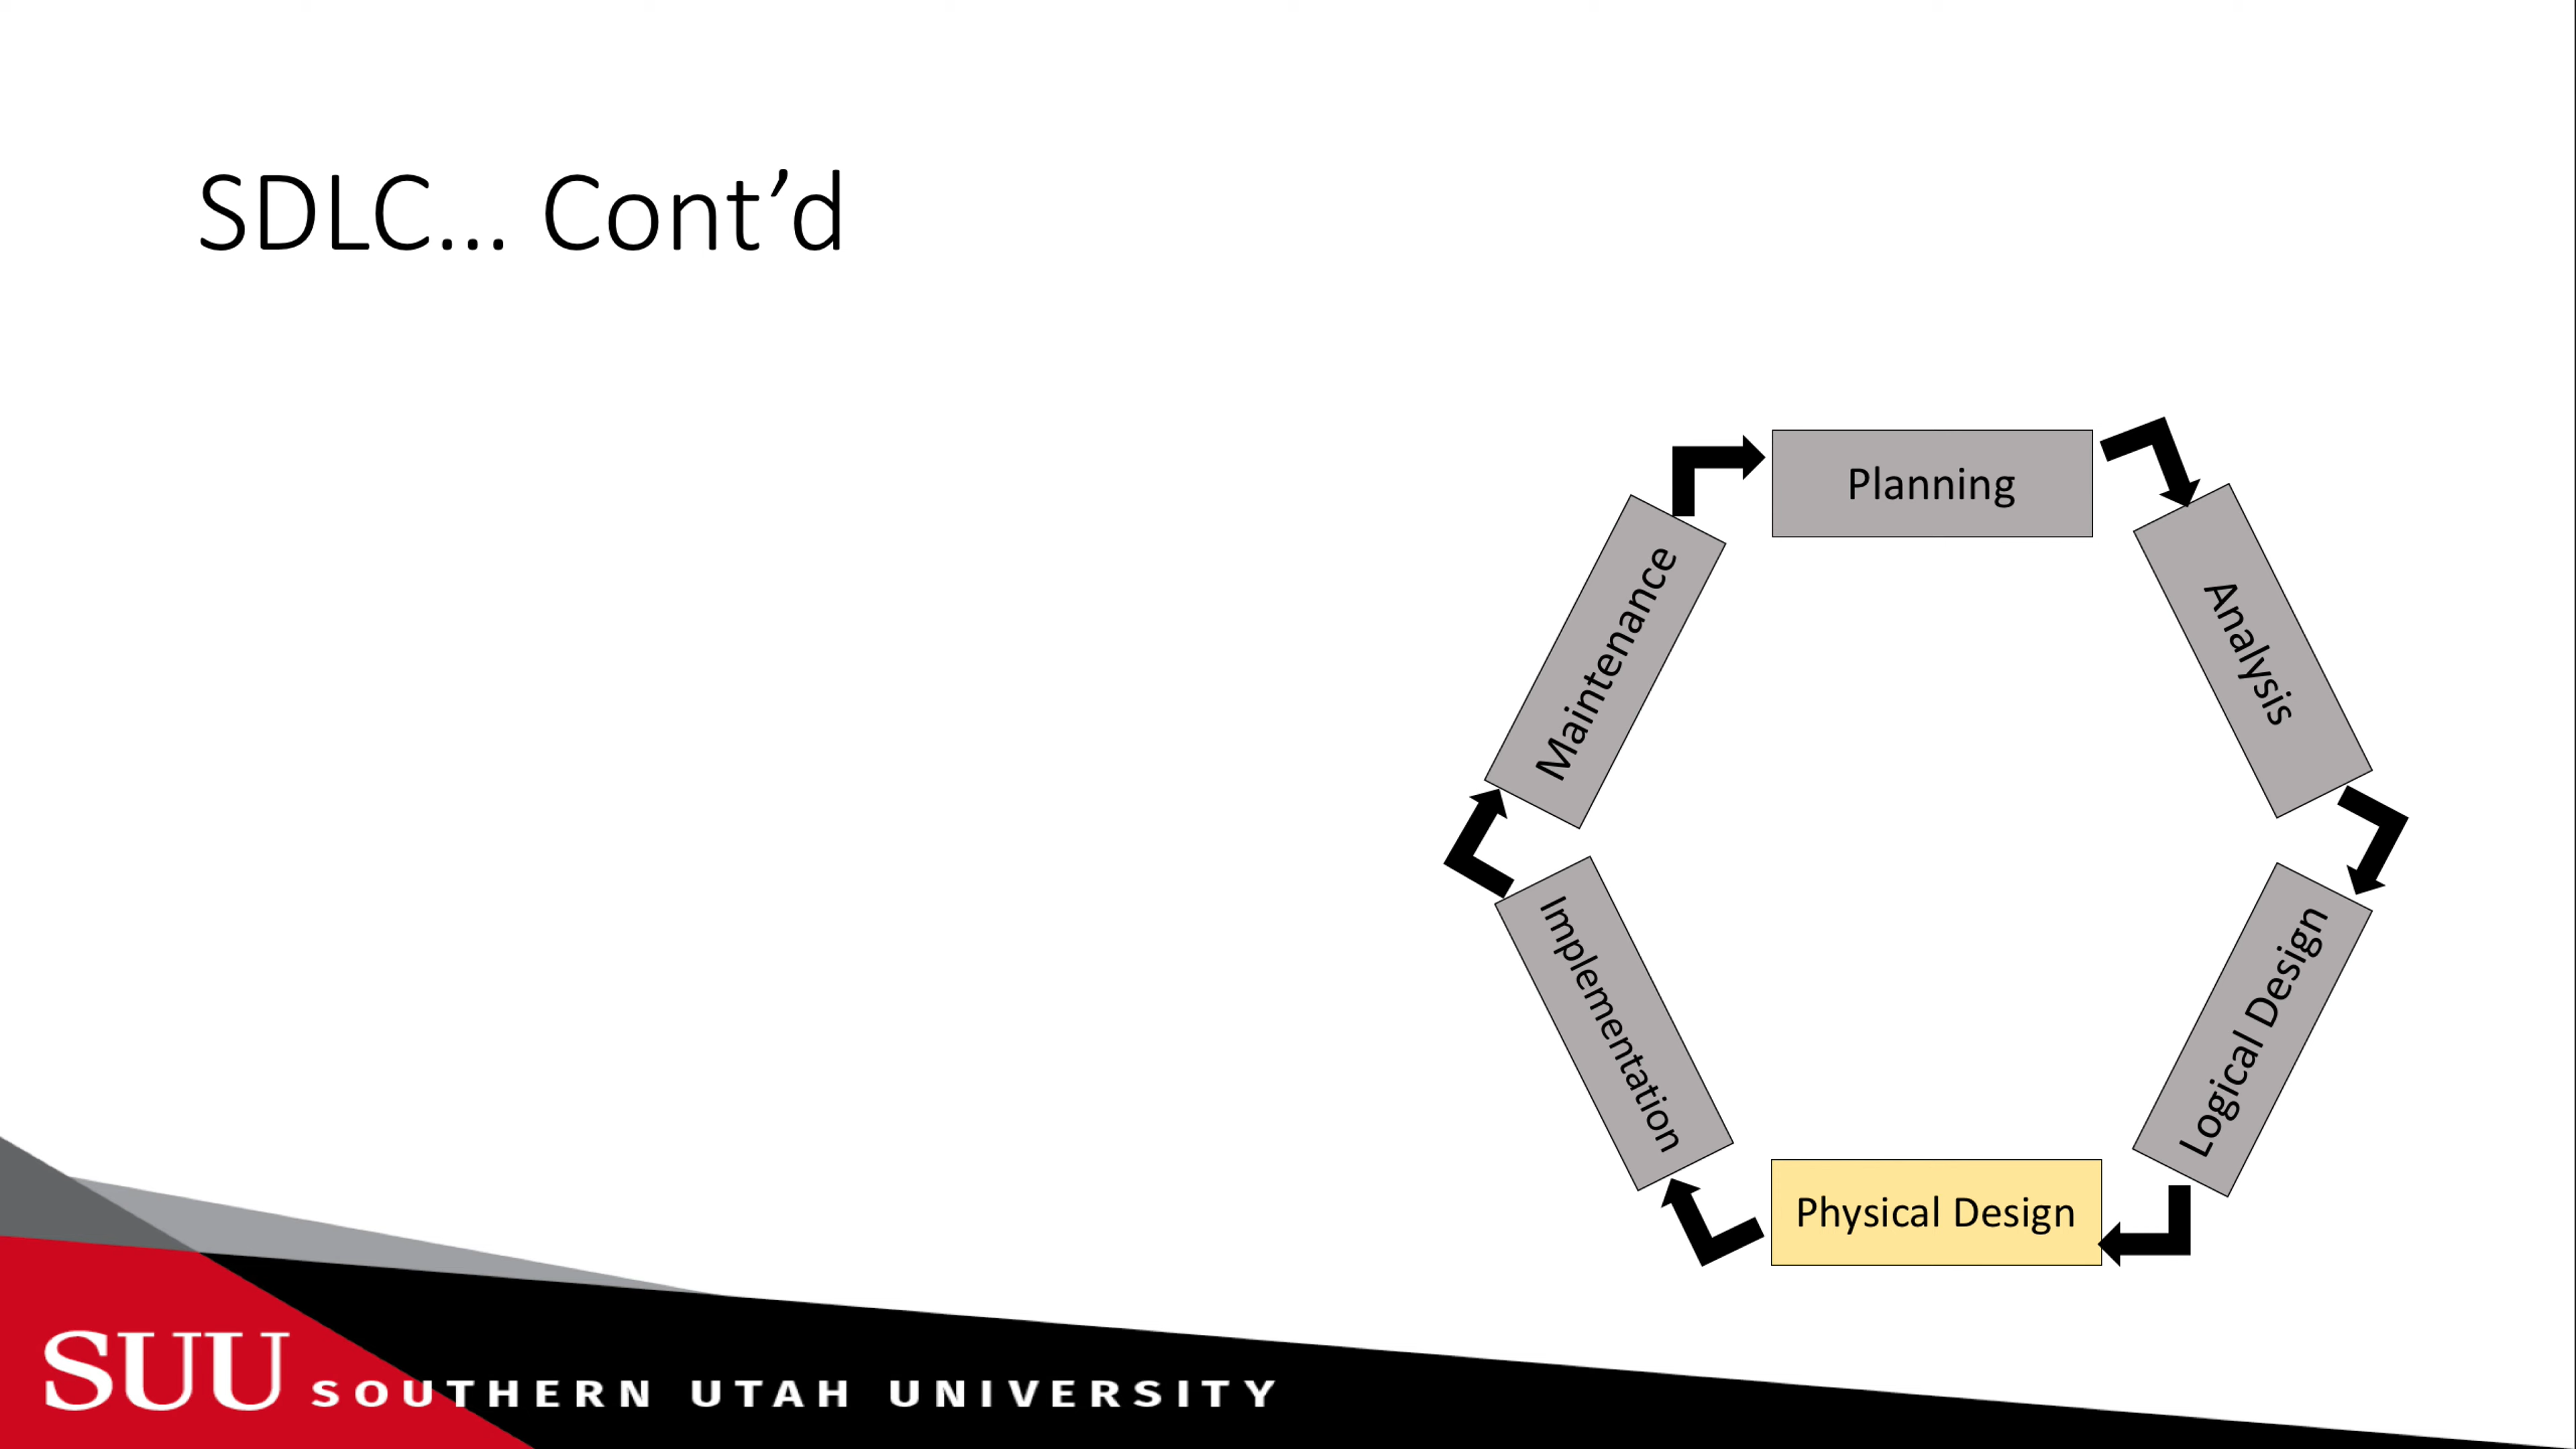 SDLC... Cont’d
Planning
Analysis
Logical Design
Physical Design
Implementation
Maintenance
SUU SOUTHERN UTAH UNIVERSITY